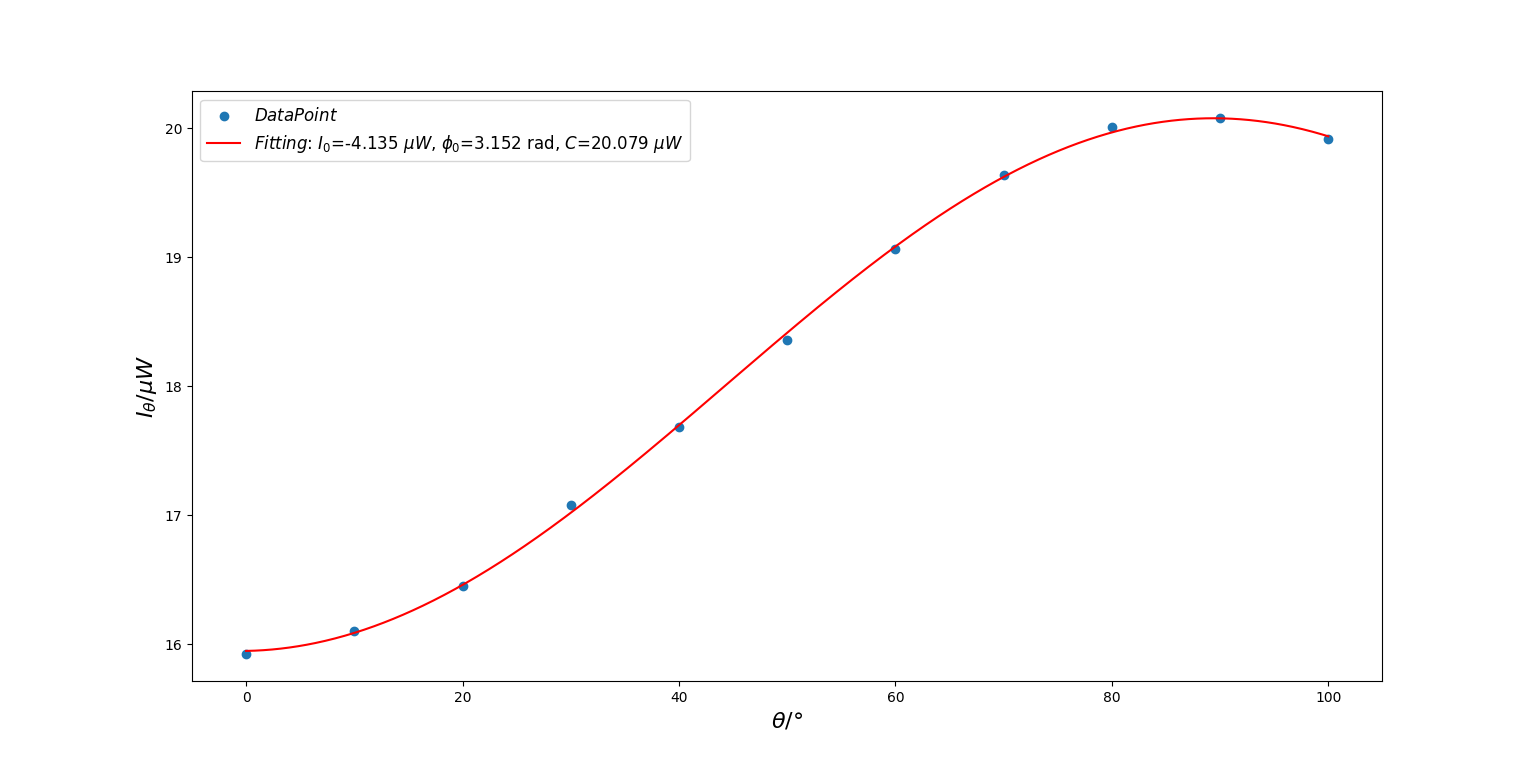 DataPoint
Fitting: I₀=-4.135 μW, ϕ₀=3.152 rad, C=20.079 μW
20
19
18
17
16
I_θ/μW
0 20 40 60 80 100
θ/°